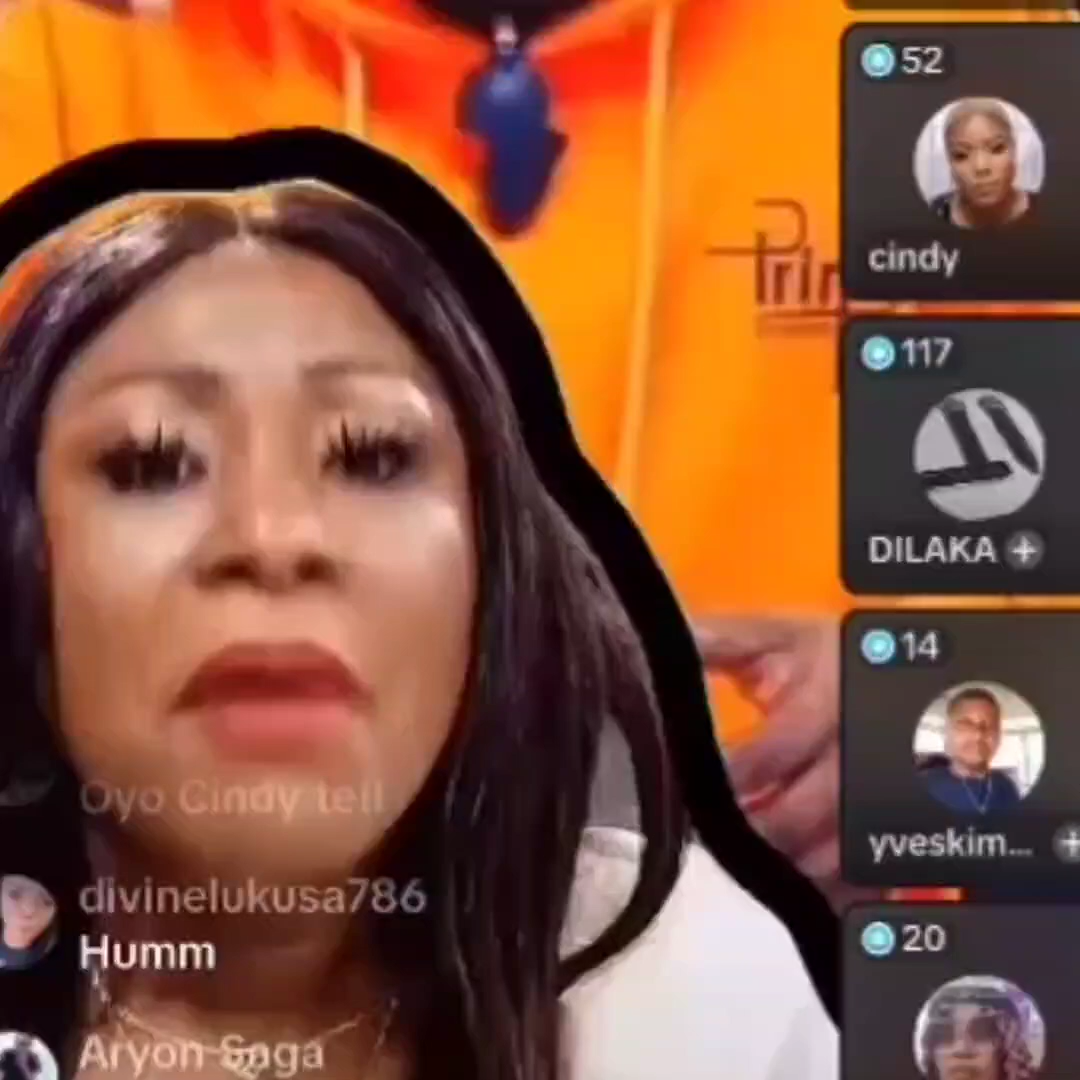 52
cindy
117
DILAKA
14
yveskim...
20
Oyo Cindy tell
divinelukusa786
Humm
Aryon Saga